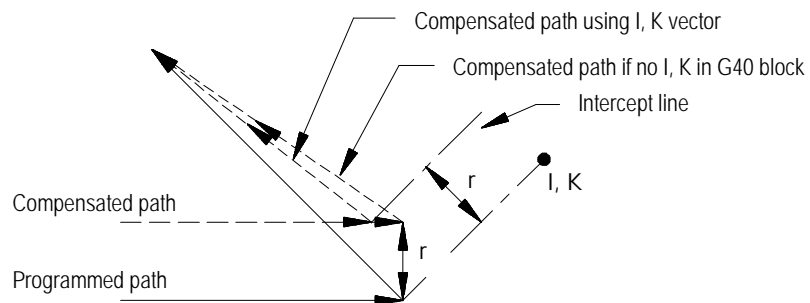 Compensated path using I, K vector
Compensated path if no I, K in G40 block
Intercept line
r
I, K
Compensated path
r
Programmed path